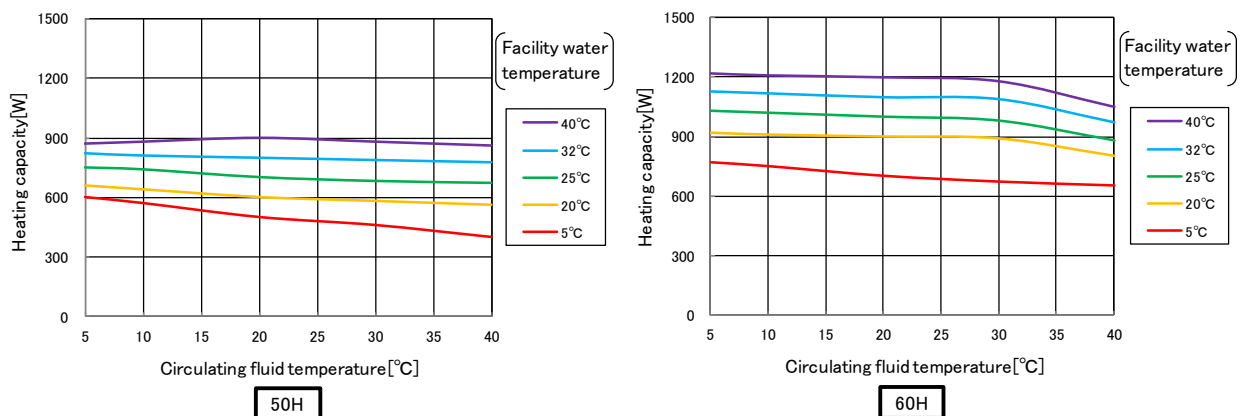 1500
1200
900
600
300
0
Heating capacity[W]
5 10 15 20 25 30 35 40
Circulating fluid temperature[℃]
50H
Facility water
temperature
40℃
32℃
25℃
20℃
5℃
1500
1200
900
600
300
0
Heating capacity[W]
5 10 15 20 25 30 35 40
Circulating fluid temperature[℃]
60H
Facility water
temperature
40℃
32℃
25℃
20℃
5℃